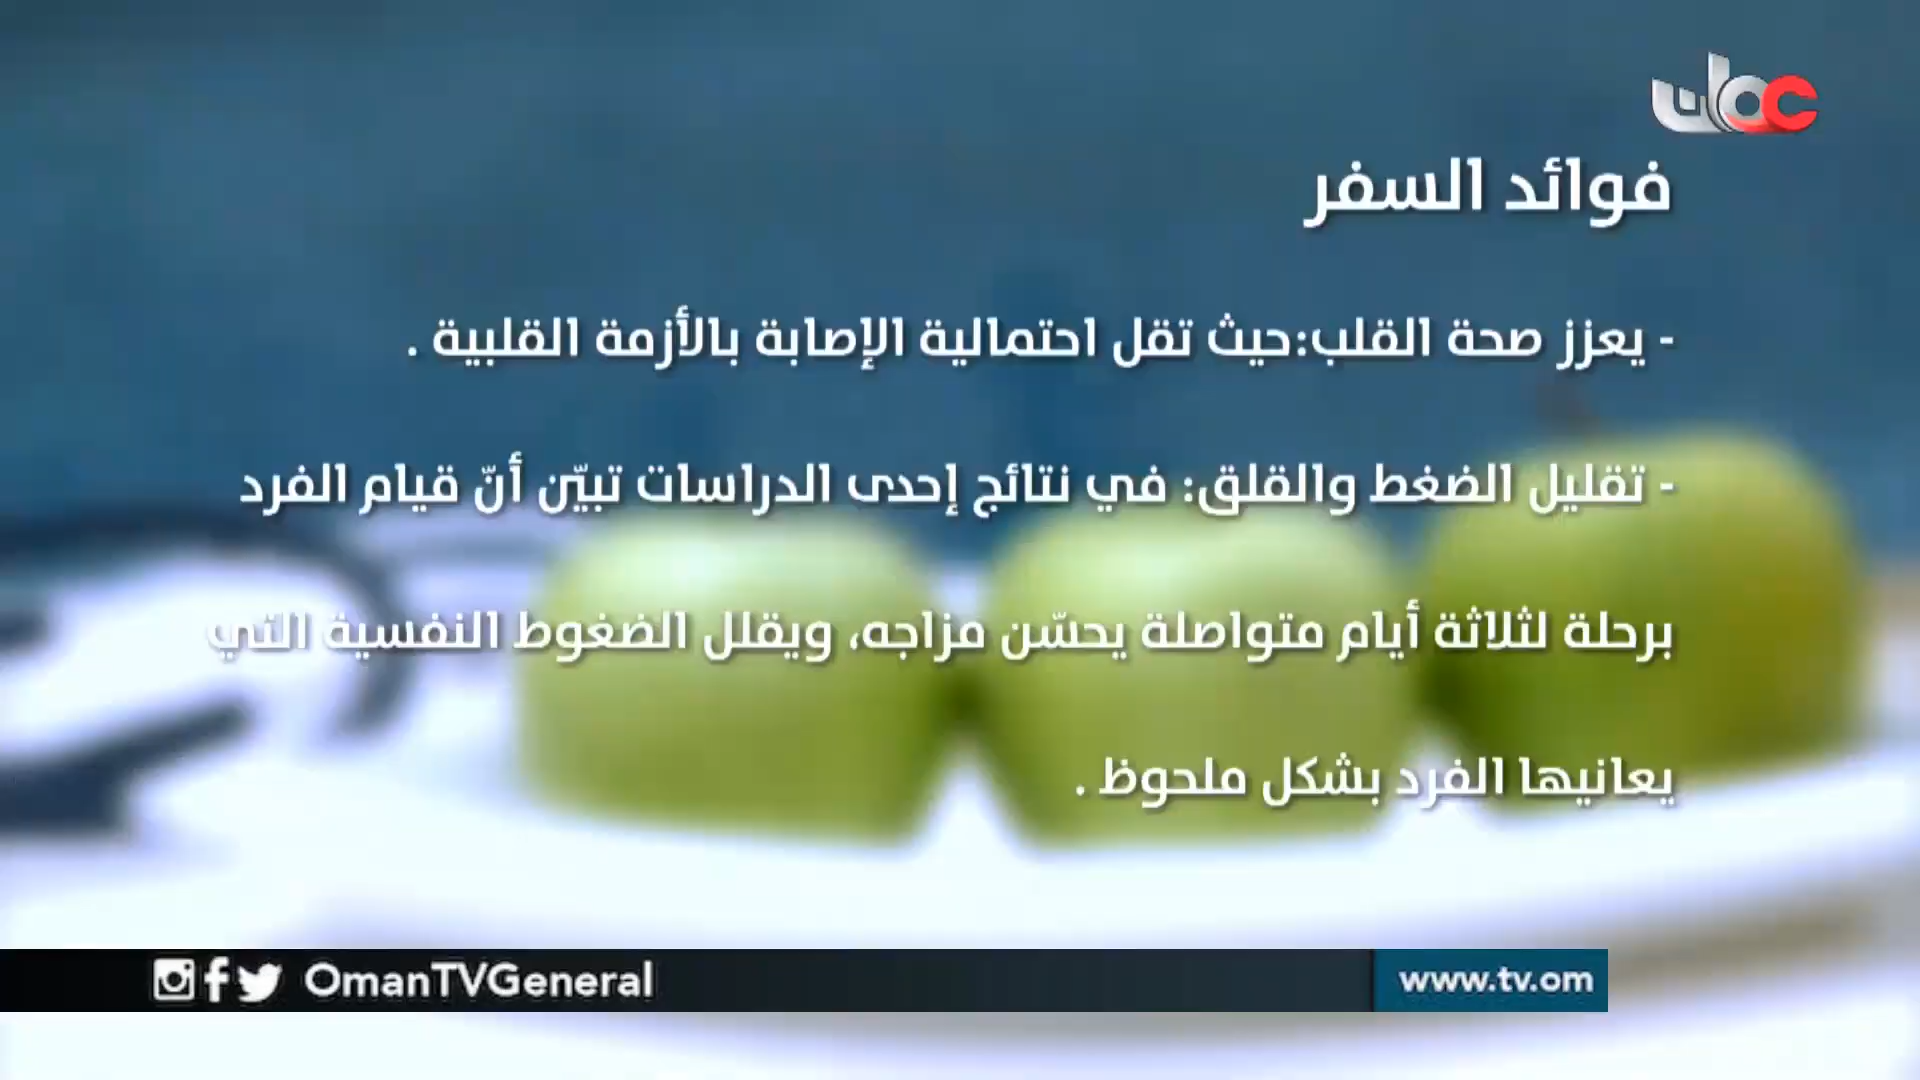 عمان
فوائد السفر
- يعزز صحة القلب:حيث تقل احتمالية الإصابة بالأزمة القلبية .
- تقليل الضغط والقلق: في نتائج إحدى الدراسات تبيّن أنّ قيام الفرد
برحلة لثلاثة أيام متواصلة يحسّن مزاجه، ويقلل الضغوط النفسية التي
يعانيها الفرد بشكل ملحوظ .
OmanTVGeneral
www.tv.om